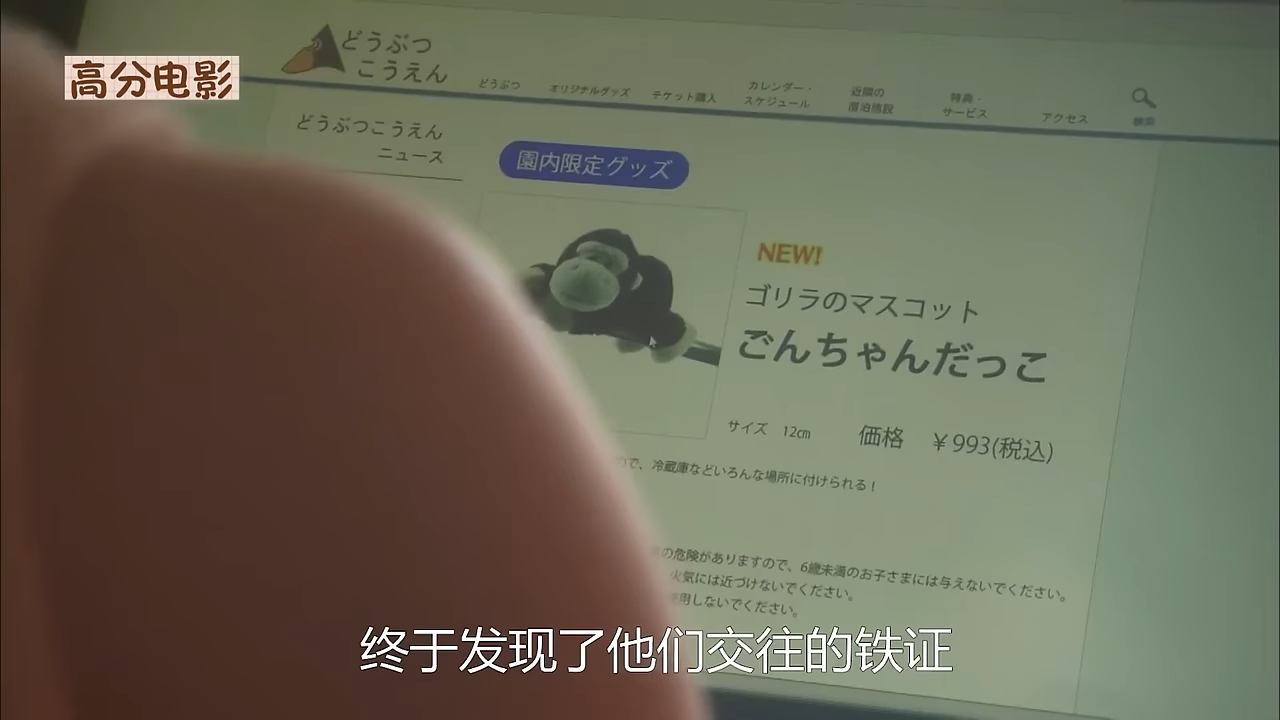 高分电影
どうぶつ
こうえん
どうぶつ
オリジナルグッズ
チケット購入
カレンダー・
スケジュール
近隣の
宿泊施設
特典・
サービス
アクセス
検索
どうぶつこうえん
ニュース
園内限定グッズ
NEW!
ゴリラのマスコット
ごんちゃんだっこ
サイズ 12㎝ 価格 ￥993(税込)
で、冷蔵庫などいろんな場所に付けられる！
の危険がありますので、6歳未満のお子さまには与えないでください。
火気には近づけないでください。
使用しないでください。
终于发现了他们交往的铁证